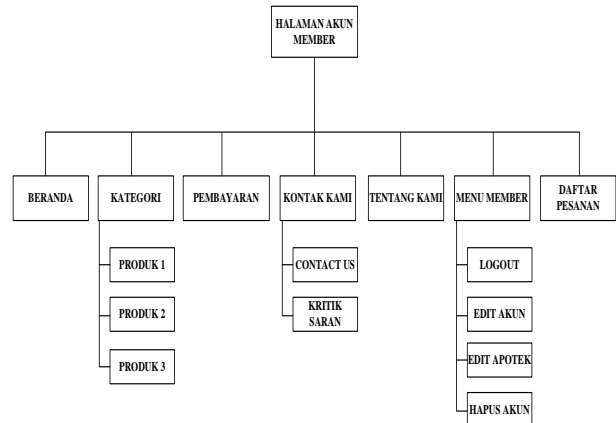 HALAMAN AKUN
MEMBER
BERANDA
KATEGORI
PEMBAYARAN
KONTAK KAMI
TENTANG KAMI
MENU MEMBER
DAFTAR
PESANAN
PRODUK 1
PRODUK 2
PRODUK 3
CONTACT US
KRITIK
SARAN
LOGOUT
EDIT AKUN
EDIT APOTEK
HAPUS AKUN